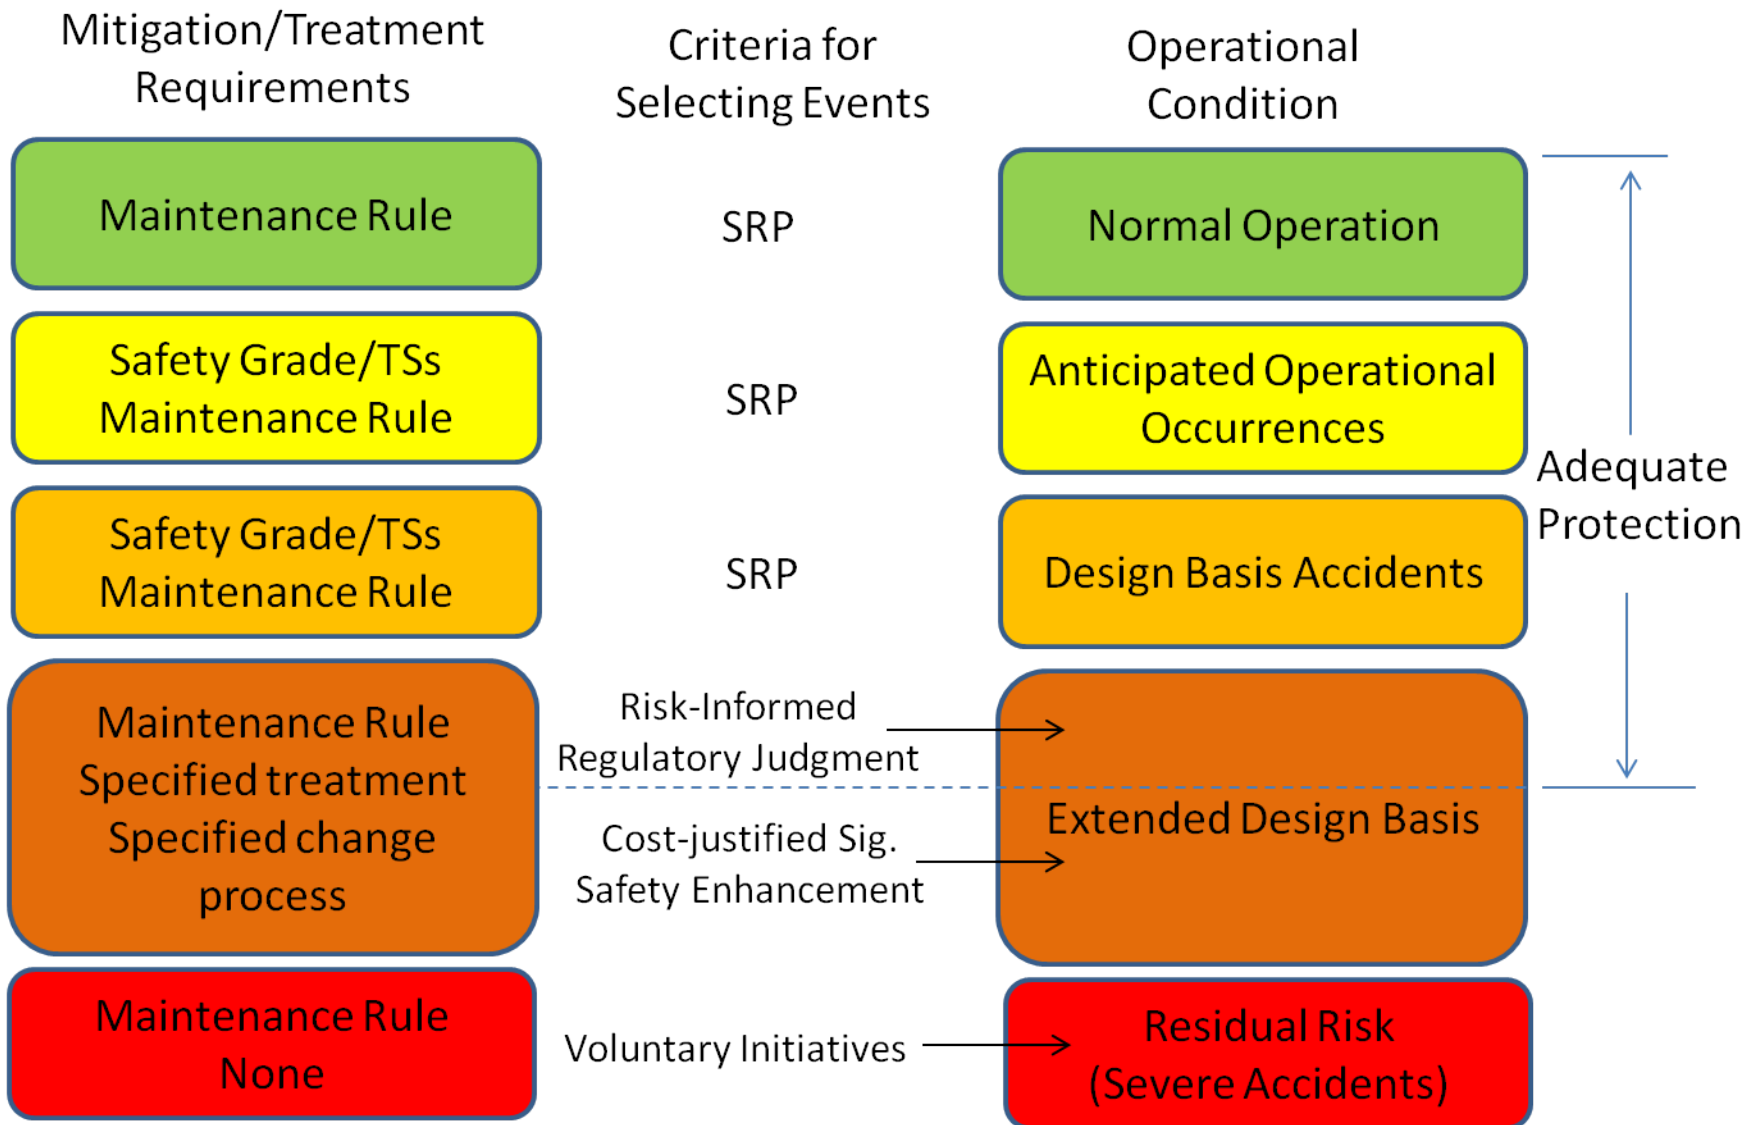 Mitigation/Treatment
Requirements
Criteria for
Selecting Events
Operational
Condition
Maintenance Rule
SRP
Normal Operation
Safety Grade/TSs
Maintenance Rule
SRP
Anticipated Operational
Occurrences
Adequate
Protection
Safety Grade/TSs
Maintenance Rule
SRP
Design Basis Accidents
Maintenance Rule
Specified treatment
Specified change
process
Risk-Informed
Regulatory Judgment
Cost-justified Sig.
Safety Enhancement
Extended Design Basis
Maintenance Rule
None
Voluntary Initiatives
Residual Risk
(Severe Accidents)